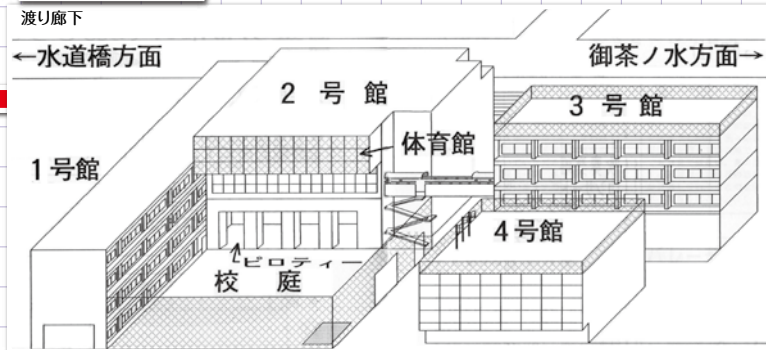 渡り廊下
←水道橋方面
御茶ノ水方面→
2号館
3号館
体育館
1号館
4号館
ピロティー
校庭